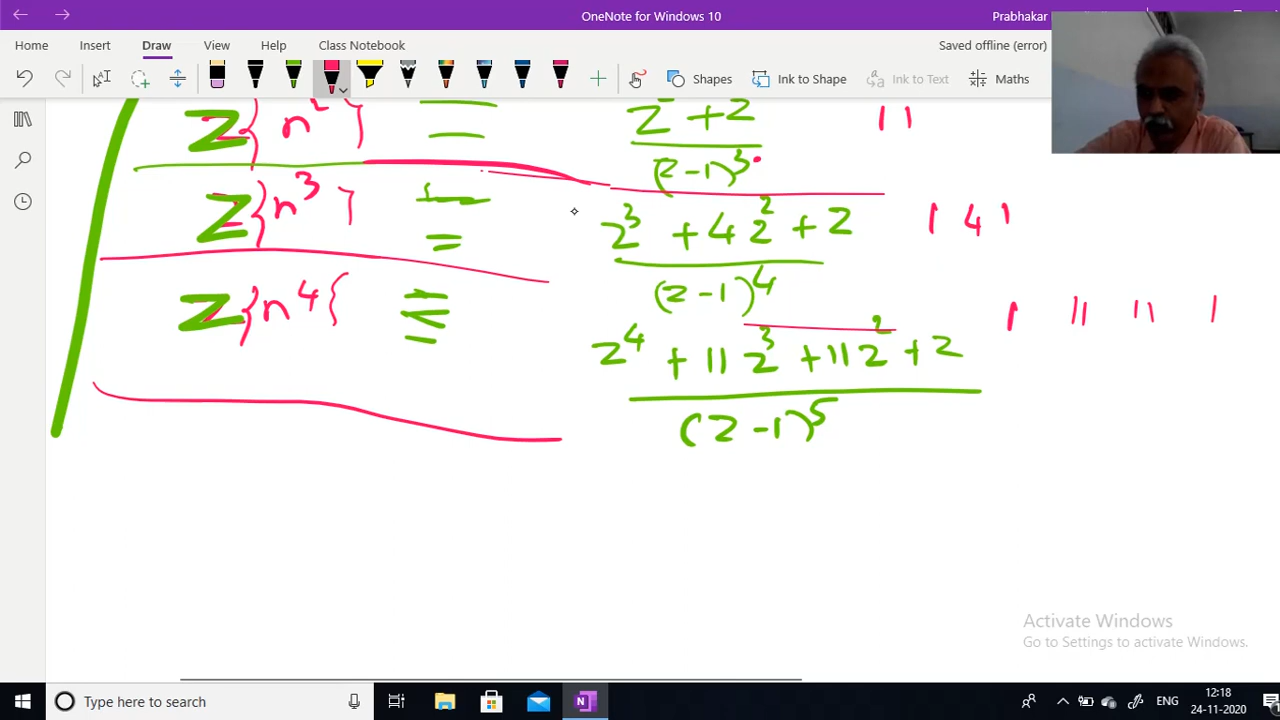 OneNote for Windows 10
Prabhakar
Home Insert Draw View Help Class Notebook
Saved offline (error)
Shapes Ink to Shape Ink to Text Maths
Z{n²} = z²+z / (z-1)³ 1 1
Z{n³} = z³ + 4z² + z / (z-1)⁴ 1 4 1
Z{n⁴{ = z⁴ + 11z³ + 11z² + z / (z-1)⁵ 1 11 11 1
Activate Windows
Go to Settings to activate Windows.
Type here to search
ENG
12:18
24-11-2020